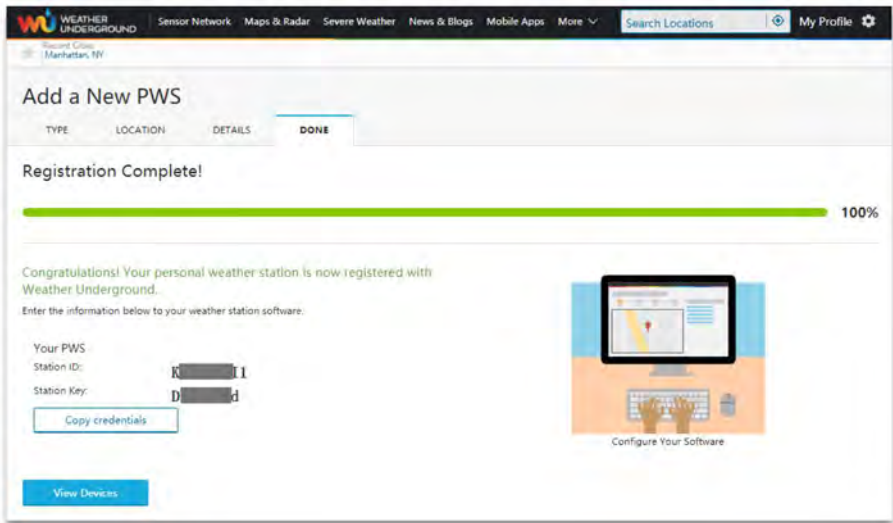 WEATHER
UNDERGROUND
Sensor Network Maps & Radar Severe Weather News & Blogs Mobile Apps More Search Locations My Profile
Recent Cities
Manhattan, NY
Add a New PWS
TYPE LOCATION DETAILS DONE
Registration Complete!
100%
Congratulations! Your personal weather station is now registered with
Weather Underground.
Enter the information below to your weather station software.
Your PWS
Station ID: K I1
Station Key: D d
Copy credentials
Configure Your Software
View Devices